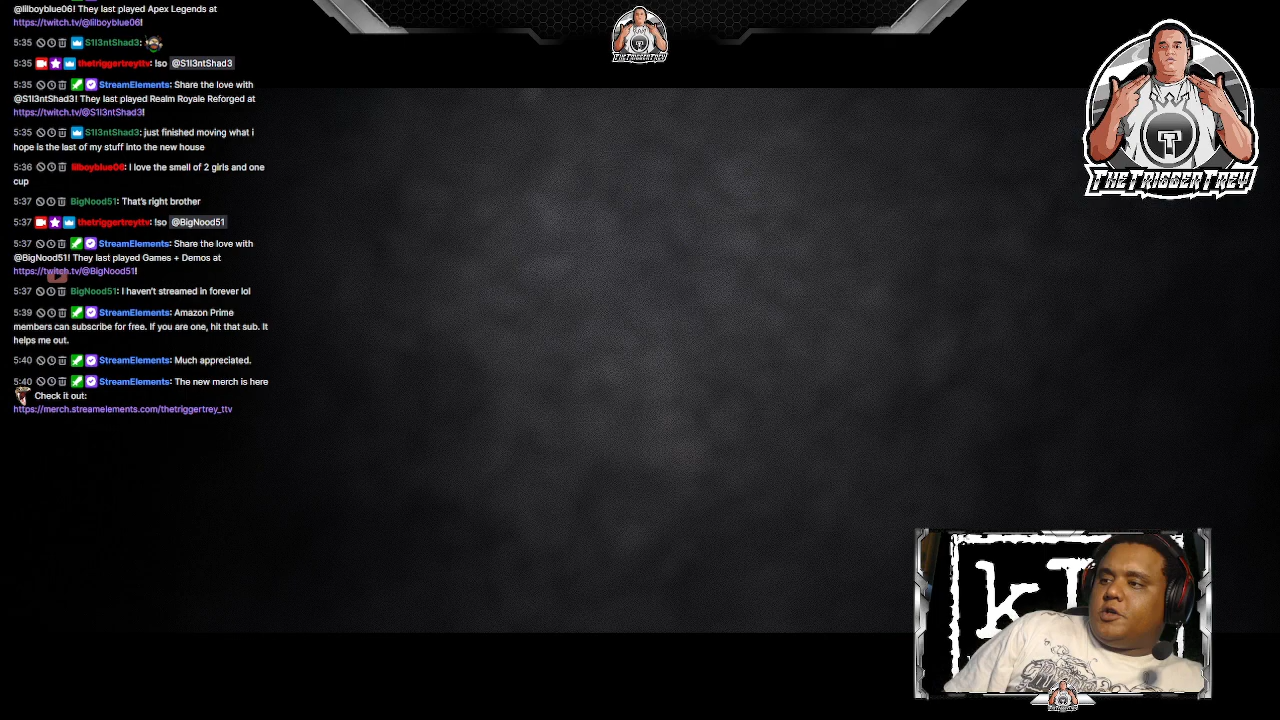 @lilboyblue06! They last played Apex Legends at
https://twitch.tv/@lilboyblue06!
5:35 S1l3ntShad3:
5:35 thetriggertreyttv: !so @S1l3ntShad3
5:35 StreamElements: Share the love with
@S1l3ntShad3! They last played Realm Royale Reforged at
https://twitch.tv/@S1l3ntShad3!
5:35 S1l3ntShad3: just finished moving what i
hope is the last of my stuff into the new house
5:36 lilboyblue06: I love the smell of 2 girls and one
cup
5:37 BigNood51: That's right brother
5:37 thetriggertreyttv: !so @BigNood51
5:37 StreamElements: Share the love with
@BigNood51! They last played Games + Demos at
https://twitch.tv/@BigNood51!
5:37 BigNood51: I haven't streamed in forever lol
5:39 StreamElements: Amazon Prime
members can subscribe for free. If you are one, hit that sub. It
helps me out.
5:40 StreamElements: Much appreciated.
5:40 StreamElements: The new merch is here
Check it out:
https://merch.streamelements.com/thetriggertrey_ttv
THETRIGGERTREY
T
THETRIGGERTREY